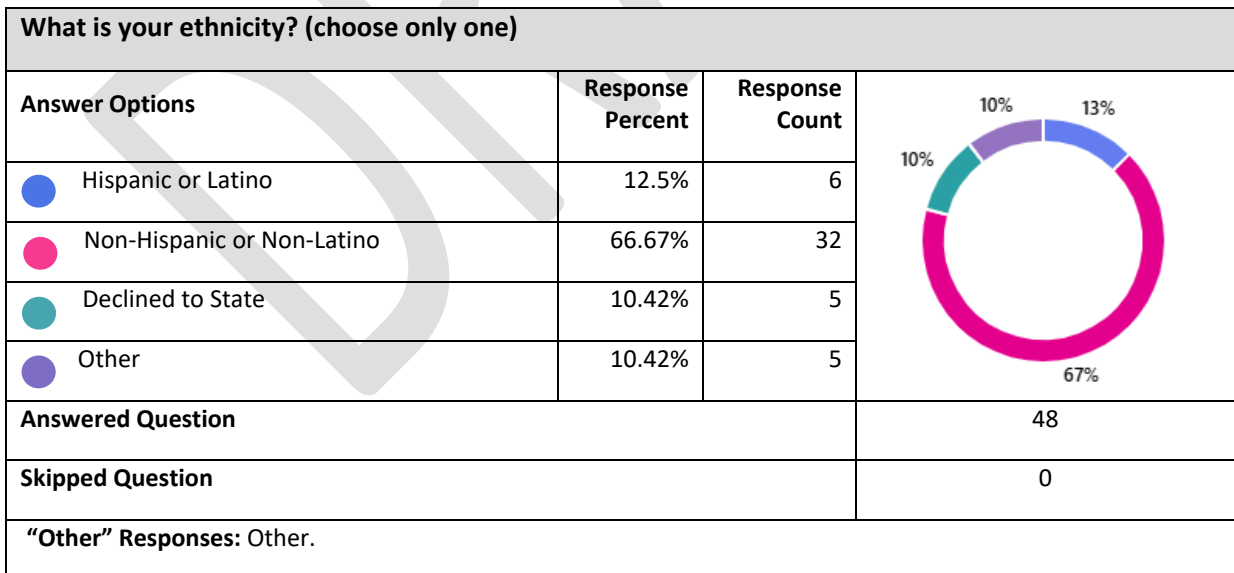 What is your ethnicity? (choose only one)
Answer Options
Response Percent
Response Count
Hispanic or Latino 12.5% 6
Non-Hispanic or Non-Latino 66.67% 32
Declined to State 10.42% 5
Other 10.42% 5
10% 13%
10%
67%
Answered Question 48
Skipped Question 0
“Other” Responses: Other.